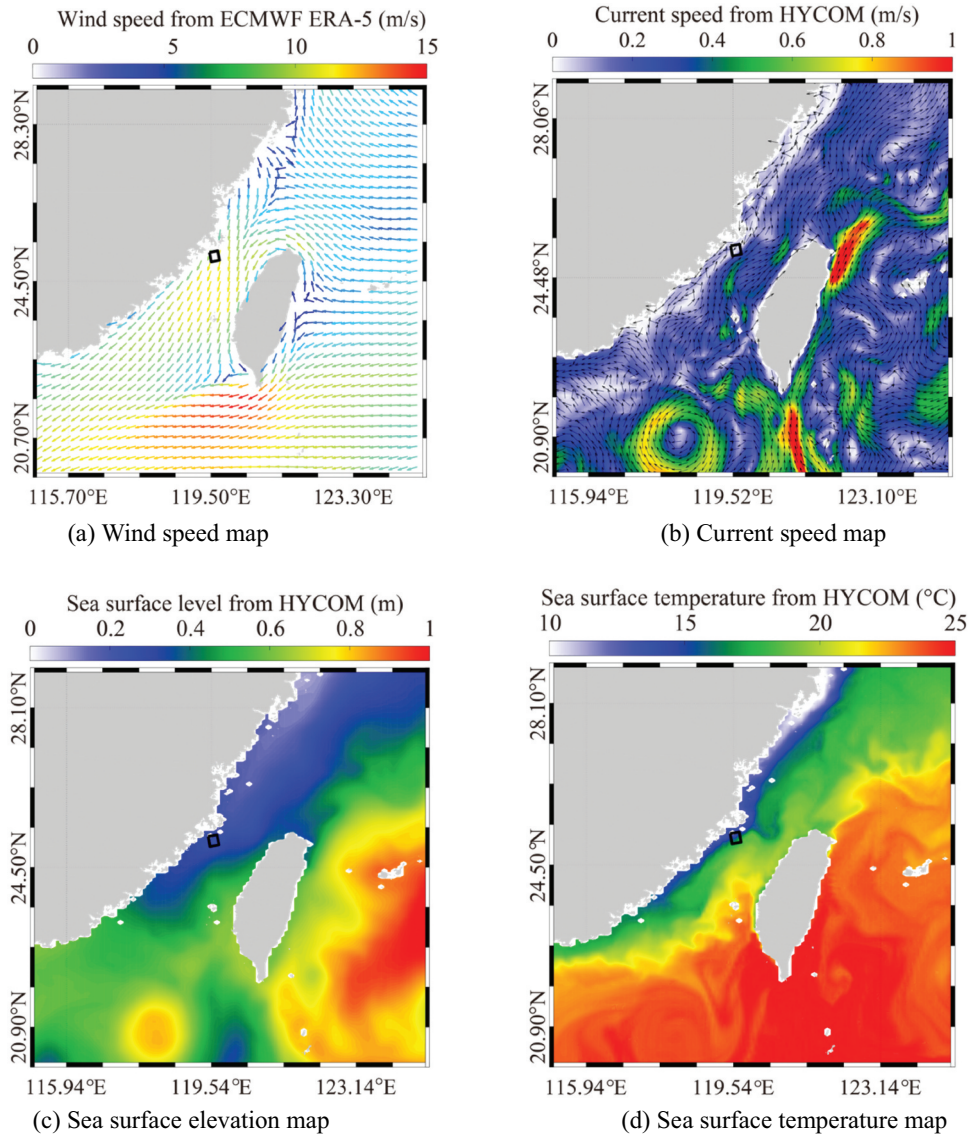 Wind speed from ECMWF ERA-5 (m/s)
0 5 10 15
28.30°N
24.50°N
20.70°N
115.70°E 119.50°E 123.30°E
(a) Wind speed map
Current speed from HYCOM (m/s)
0 0.2 0.4 0.6 0.8 1
28.06°N
24.48°N
20.90°N
115.94°E 119.52°E 123.10°E
(b) Current speed map
Sea surface level from HYCOM (m)
0 0.2 0.4 0.6 0.8 1
28.10°N
24.50°N
20.90°N
115.94°E 119.54°E 123.14°E
(c) Sea surface elevation map
Sea surface temperature from HYCOM (°C)
10 15 20 25
28.10°N
24.50°N
20.90°N
115.94°E 119.54°E 123.14°E
(d) Sea surface temperature map